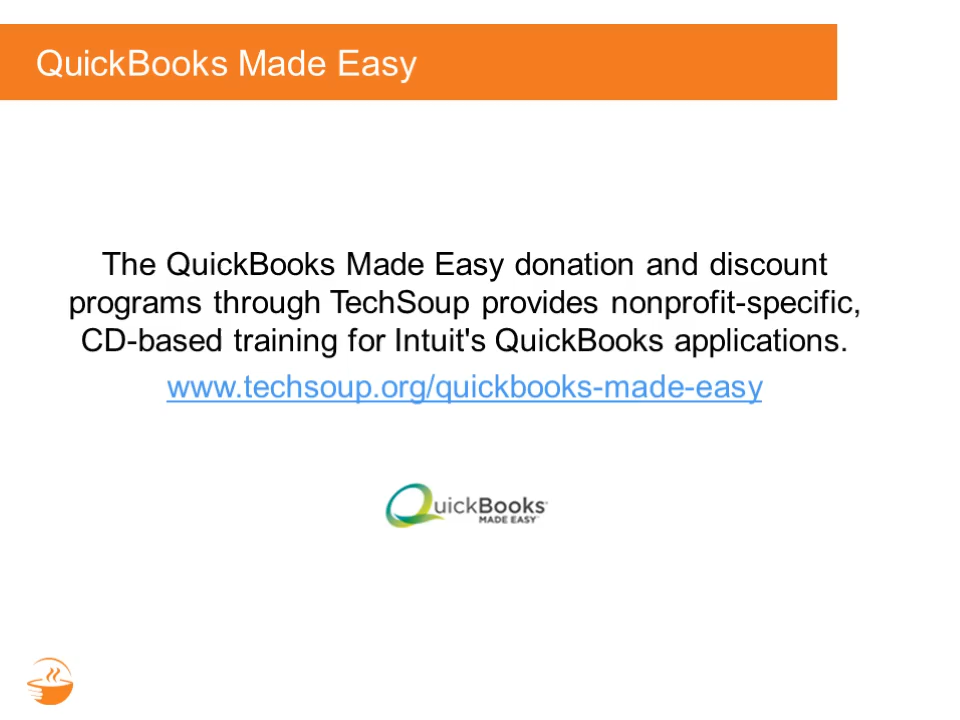 QuickBooks Made Easy
The QuickBooks Made Easy donation and discount
programs through TechSoup provides nonprofit-specific,
CD-based training for Intuit's QuickBooks applications.
www.techsoup.org/quickbooks-made-easy
QuickBooks
MADE EASY